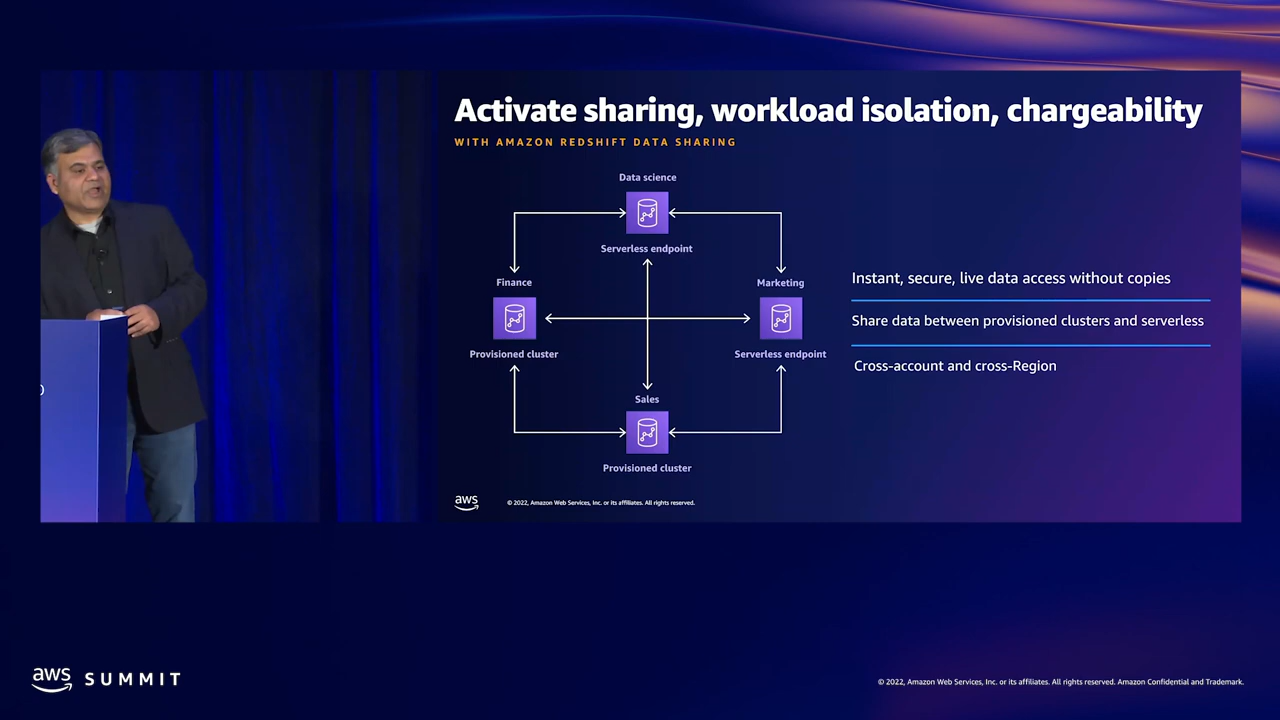 Activate sharing, workload isolation, chargeability
WITH AMAZON REDSHIFT DATA SHARING
Data science
Serverless endpoint
Finance
Provisioned cluster
Marketing
Serverless endpoint
Sales
Provisioned cluster
Instant, secure, live data access without copies
Share data between provisioned clusters and serverless
Cross-account and cross-Region
aws
© 2022, Amazon Web Services, Inc. or its affiliates. All rights reserved.
aws SUMMIT
© 2022, Amazon Web Services, Inc. or its affiliates. All rights reserved. Amazon Confidential and Trademark.